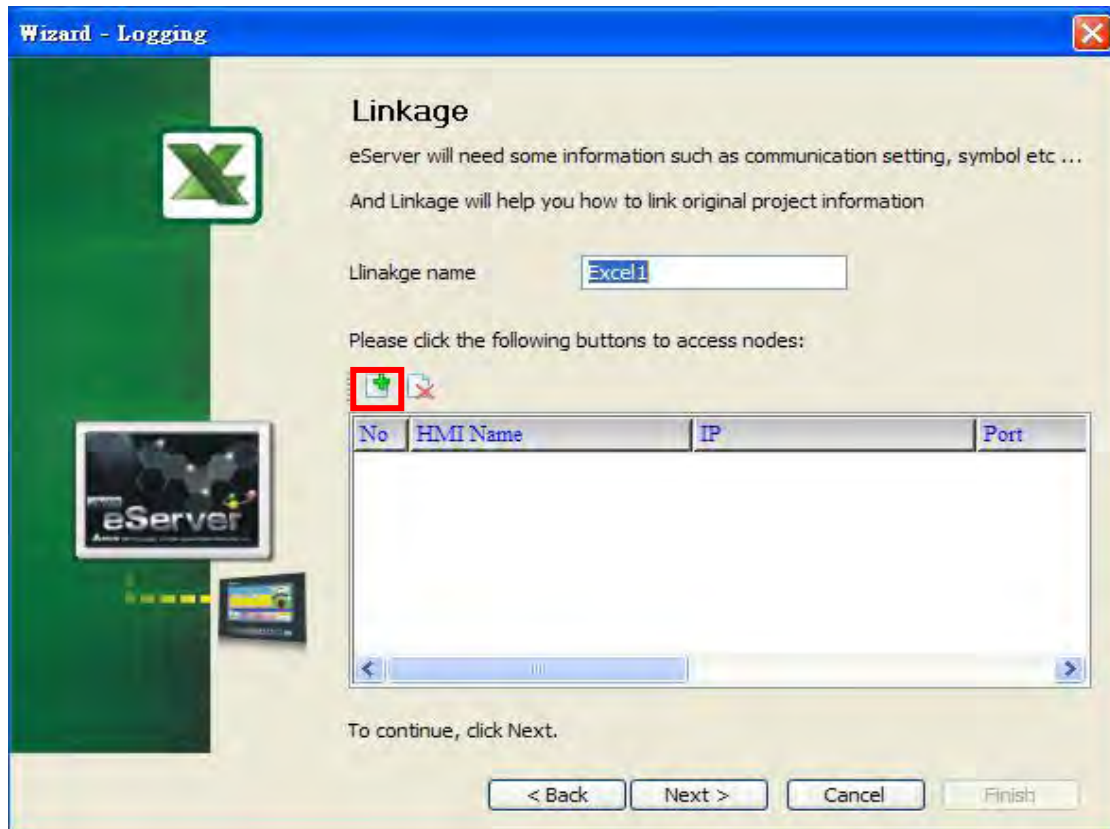 Wizard - Logging
Linkage
eServer will need some information such as communication setting, symbol etc ...
And Linkage will help you how to link original project information
Llinakge name
Excel1
Please click the following buttons to access nodes:
No HMI Name IP Port
eServer
To continue, click Next.
< Back Next > Cancel Finish